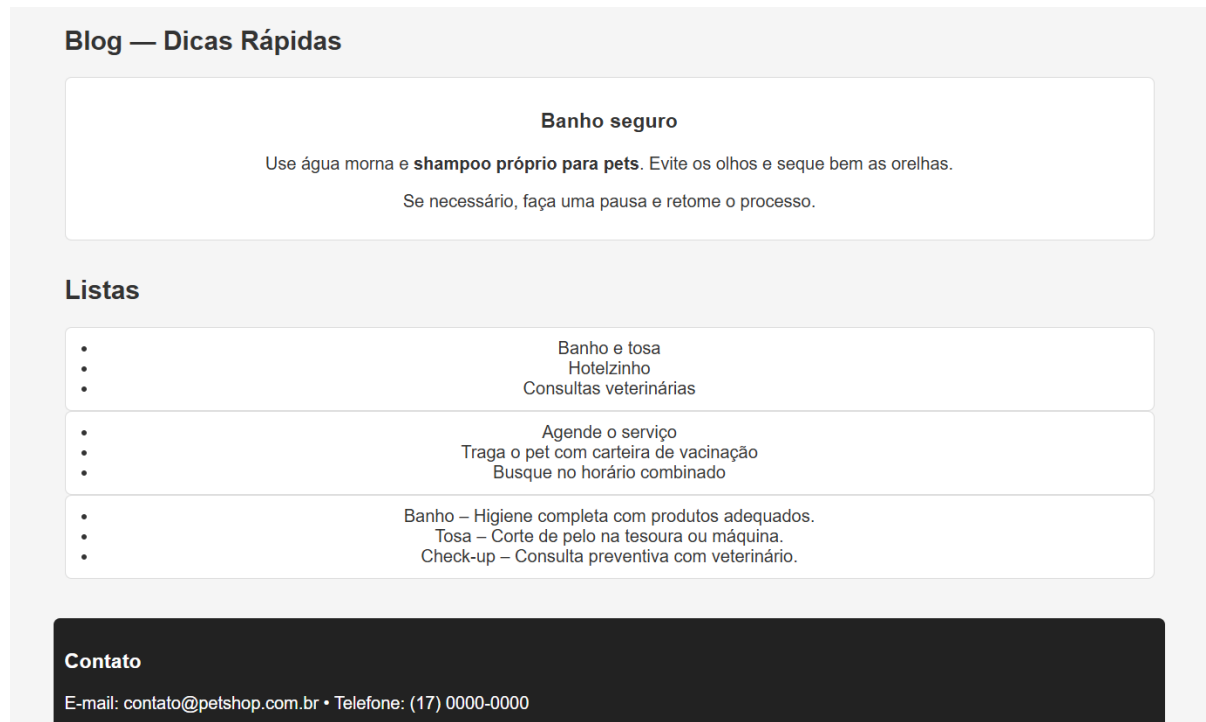 Blog — Dicas Rápidas
Banho seguro
Use água morna e shampoo próprio para pets. Evite os olhos e seque bem as orelhas.
Se necessário, faça uma pausa e retome o processo.
Listas
• Banho e tosa
• Hotelzinho
• Consultas veterinárias
• Agende o serviço
• Traga o pet com carteira de vacinação
• Busque no horário combinado
• Banho – Higiene completa com produtos adequados.
• Tosa – Corte de pelo na tesoura ou máquina.
• Check-up – Consulta preventiva com veterinário.
Contato
E-mail: contato@petshop.com.br • Telefone: (17) 0000-0000